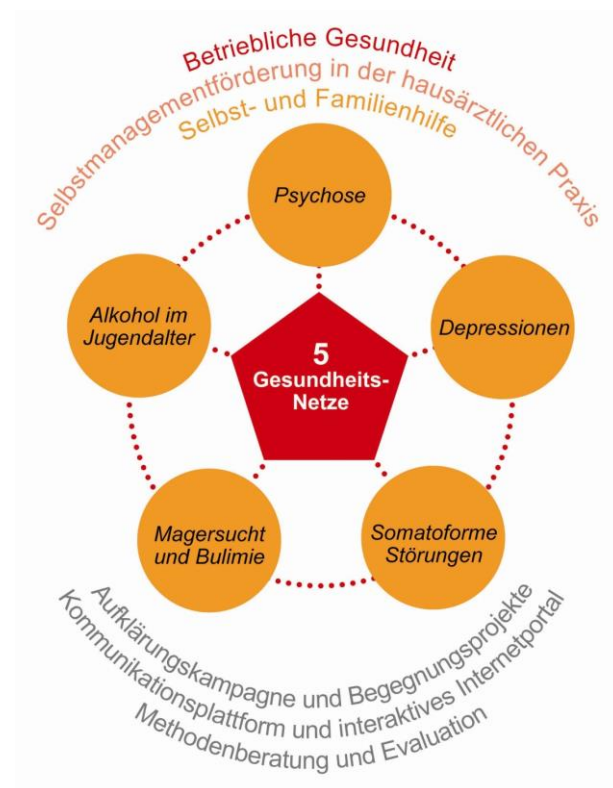 Betriebliche Gesundheit
Selbstmanagementförderung in der hausärztlichen Praxis
Selbst- und Familienhilfe
Psychose
Alkohol im
Jugendalter
Depressionen
5
Gesundheits-
Netze
Magersucht
und Bulimie
Somatoforme
Störungen
Aufklärungskampagne und Begegnungsprojekte
Kommunikationsplattform und interaktives Internetportal
Methodenberatung und Evaluation